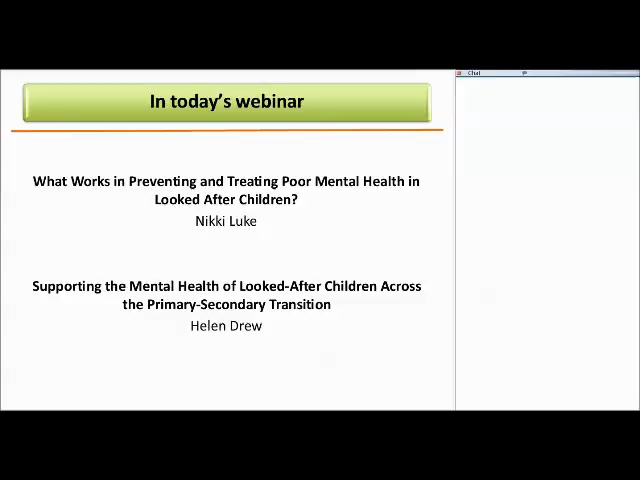 In today's webinar
Chat
What Works in Preventing and Treating Poor Mental Health in
Looked After Children?
Nikki Luke
Supporting the Mental Health of Looked-After Children Across
the Primary-Secondary Transition
Helen Drew